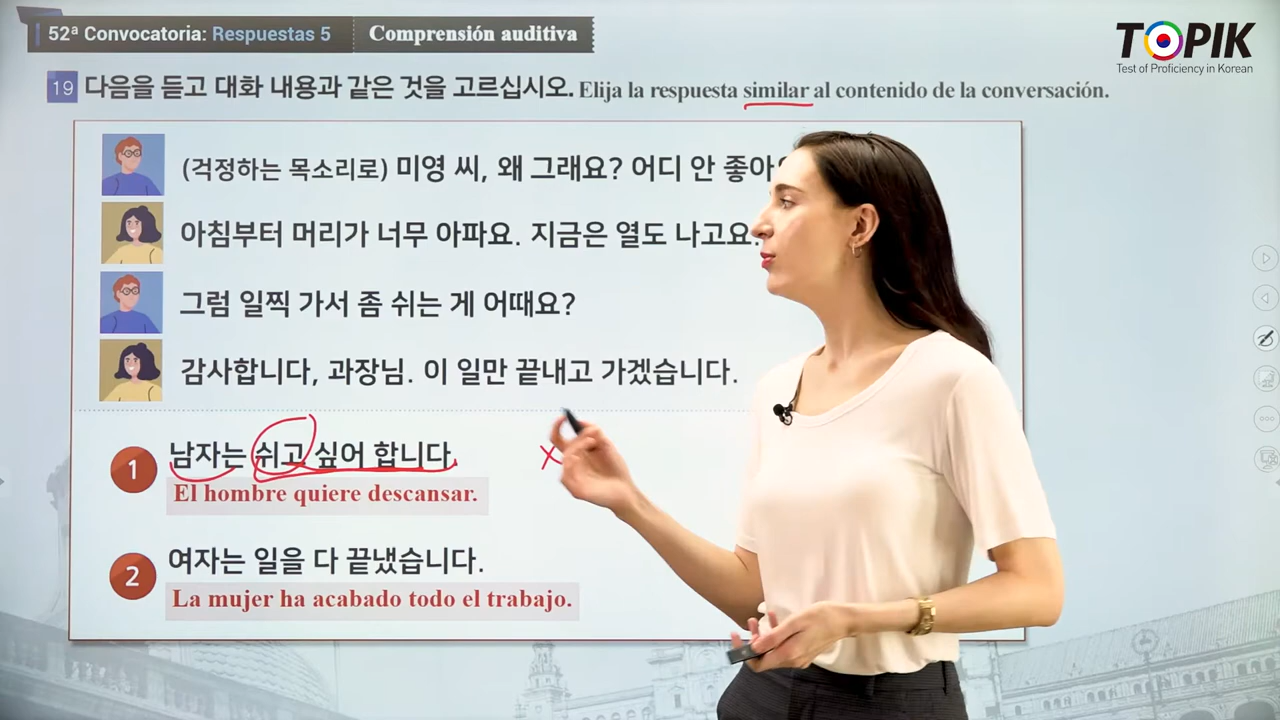 52ª Convocatoria: Respuestas 5 Comprensión auditiva
TOPIK
Test of Proficiency in Korean
19 다음을 듣고 대화 내용과 같은 것을 고르십시오. Elija la respuesta similar al contenido de la conversación.
(걱정하는 목소리로) 미영 씨, 왜 그래요? 어디 안
아침부터 머리가 너무 아파요. 지금은 열도 나고요.
그럼 일찍 가서 좀 쉬는 게 어때요?
감사합니다, 과장님. 이 일만 끝내고 가겠습니다.
1 남자는 쉬고 싶어 합니다.
El hombre quiere descansar.
2 여자는 일을 다 끝냈습니다.
La mujer ha acabado todo el trabajo.